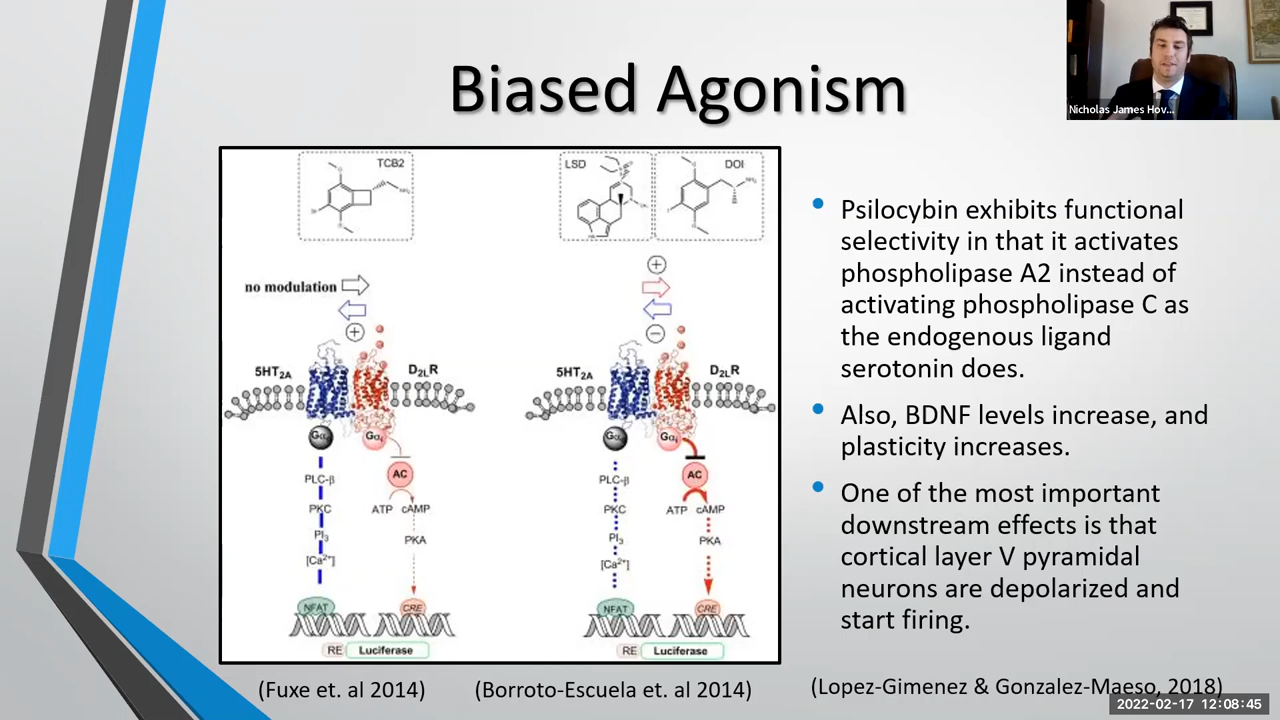 Biased Agonism
Nicholas James Hov...
TCB2
LSD
DOI
no modulation
5HT2A
D2LR
5HT2A
D2LR
AC
AC
PLC-β
PLC-β
PKC
ATP
cAMP
PKC
ATP
cAMP
PI3
PKA
PI3
PKA
[Ca2+]
[Ca2+]
NFAT
CRE
NFAT
CRE
RE
Luciferase
RE
Luciferase
(Fuxe et. al 2014)
(Borroto-Escuela et. al 2014)
Psilocybin exhibits functional
selectivity in that it activates
phospholipase A2 instead of
activating phospholipase C as
the endogenous ligand
serotonin does.
Also, BDNF levels increase, and
plasticity increases.
One of the most important
downstream effects is that
cortical layer V pyramidal
neurons are depolarized and
start firing.
(Lopez-Gimenez & Gonzalez-Maeso, 2018)
2022-02-17 12:08:45